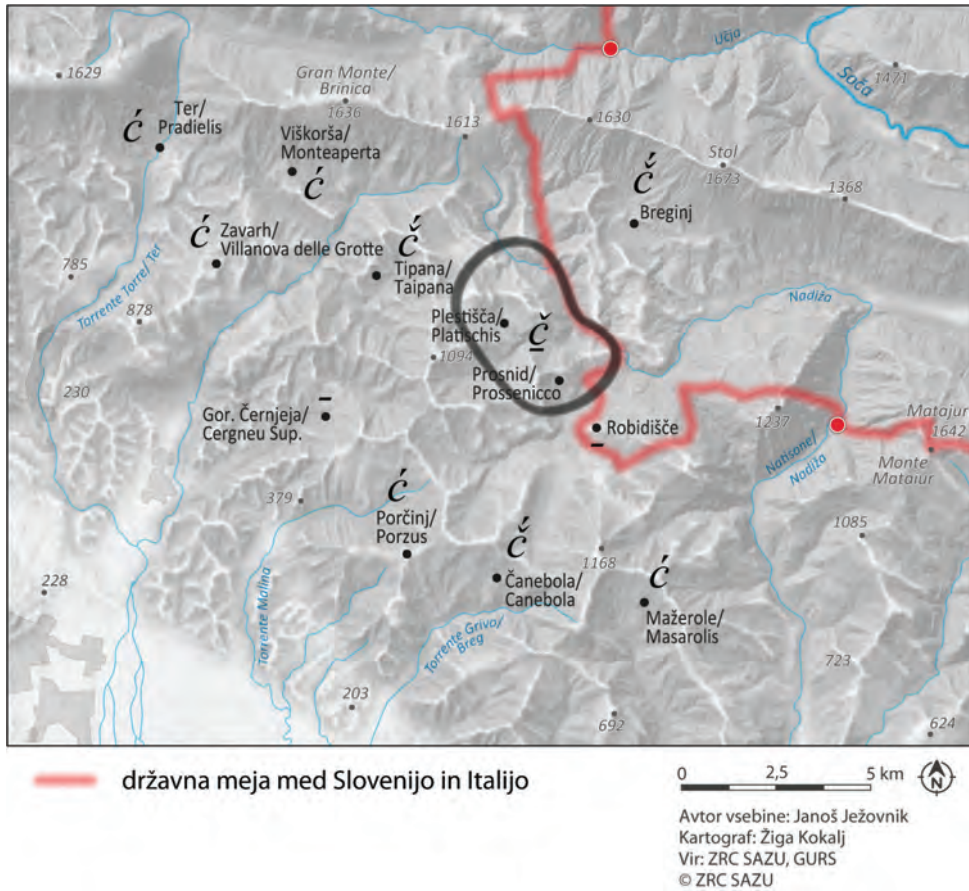 1629
Gran Monte/
Brinica
1636
Učja
1471
Soča
Ter/
Pradielis
ć
Viškorša/
Monteaperta
ć
1613
1630
Stol
1673
1368
č́
Breginj
ć
Zavarh/
Villanova delle Grotte
č́
Tipana/
Taipana
785
878
Torrente Torre/Ter
Nadiža
Plestišča/
Platischis
č
1094
Prosnid/
Prossenicco
230
Gor. Černjeja/
Cergneu Sup.
–
Robidišče
–
1237
Matajur
1642
Natisone/
Nadiža
Monte
Matajur
379
ć
Porčinj/
Porzus
č́
Čanebola/
Canebola
1168
ć
Mažerole/
Masarolis
1085
228
Torrente Malina
Torrente Grivò/
Breg
723
203
692
624
državna meja med Slovenijo in Italijo
0 2,5 5 km
N
Avtor vsebine: Janoš Ježovnik
Kartograf: Žiga Kokalj
Vir: ZRC SAZU, GURS
© ZRC SAZU